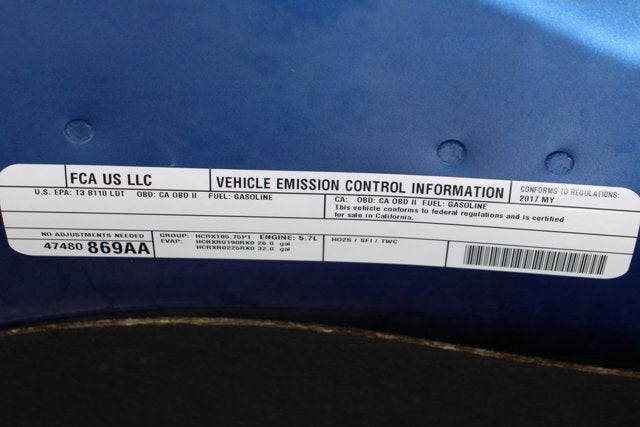 FCA US LLC
VEHICLE EMISSION CONTROL INFORMATION
CONFORMS TO REGULATIONS:
2017 MY
U.S. EPA: T3 B110 LDT OBD: CA OBD II FUEL: GASOLINE
CA: OBD: CA OBD II FUEL: GASOLINE
This vehicle conforms to federal regulations and is certified
for sale in California.
NO ADJUSTMENTS NEEDED
47480 869AA
GROUP: HCRXT05.75P1 ENGINE: 5.7L
EVAP: HCRXR0190RK0 26.0 gal
HCRXR0225RK0 32.0 gal
HO2S / SFI / TWC